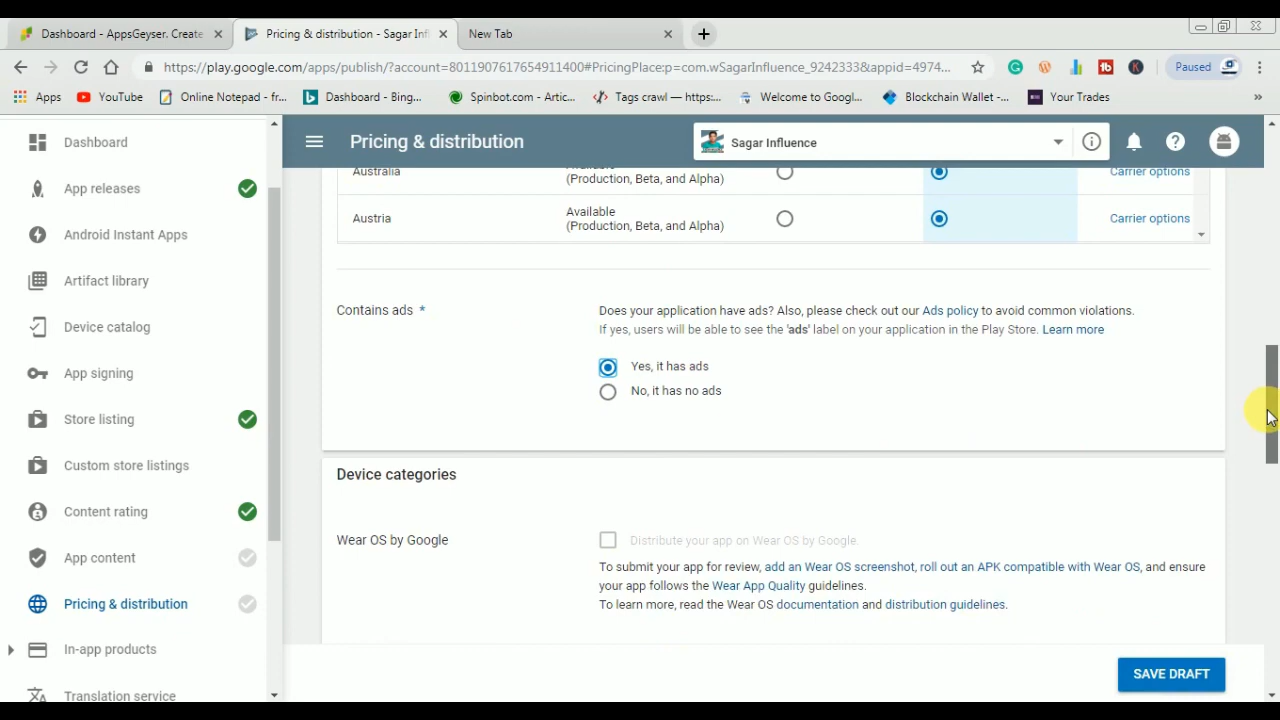 Dashboard - AppsGeyser. Create
Pricing & distribution - Sagar Infl
New Tab
https://play.google.com/apps/publish/?account=8011907617654911400#PricingPlace:p=com.wSagarInfluence_9242333&appid=4974...
Paused
Apps
YouTube
Online Notepad - fr...
Dashboard - Bing...
Spinbot.com - Artic...
Tags crawl — https:...
Welcome to Googl...
Blockchain Wallet -...
Your Trades
»
Dashboard
App releases
Android Instant Apps
Artifact library
Device catalog
App signing
Store listing
Custom store listings
Content rating
App content
Pricing & distribution
In-app products
Translation service
Pricing & distribution
Sagar Influence
Australia
Available
(Production, Beta, and Alpha)
Carrier options
Austria
Available
(Production, Beta, and Alpha)
Carrier options
Contains ads *
Does your application have ads? Also, please check out our Ads policy to avoid common violations.
If yes, users will be able to see the 'ads' label on your application in the Play Store. Learn more
Yes, it has ads
No, it has no ads
Device categories
Wear OS by Google
Distribute your app on Wear OS by Google.
To submit your app for review, add an Wear OS screenshot, roll out an APK compatible with Wear OS, and ensure
your app follows the Wear App Quality guidelines.
To learn more, read the Wear OS documentation and distribution guidelines.
SAVE DRAFT